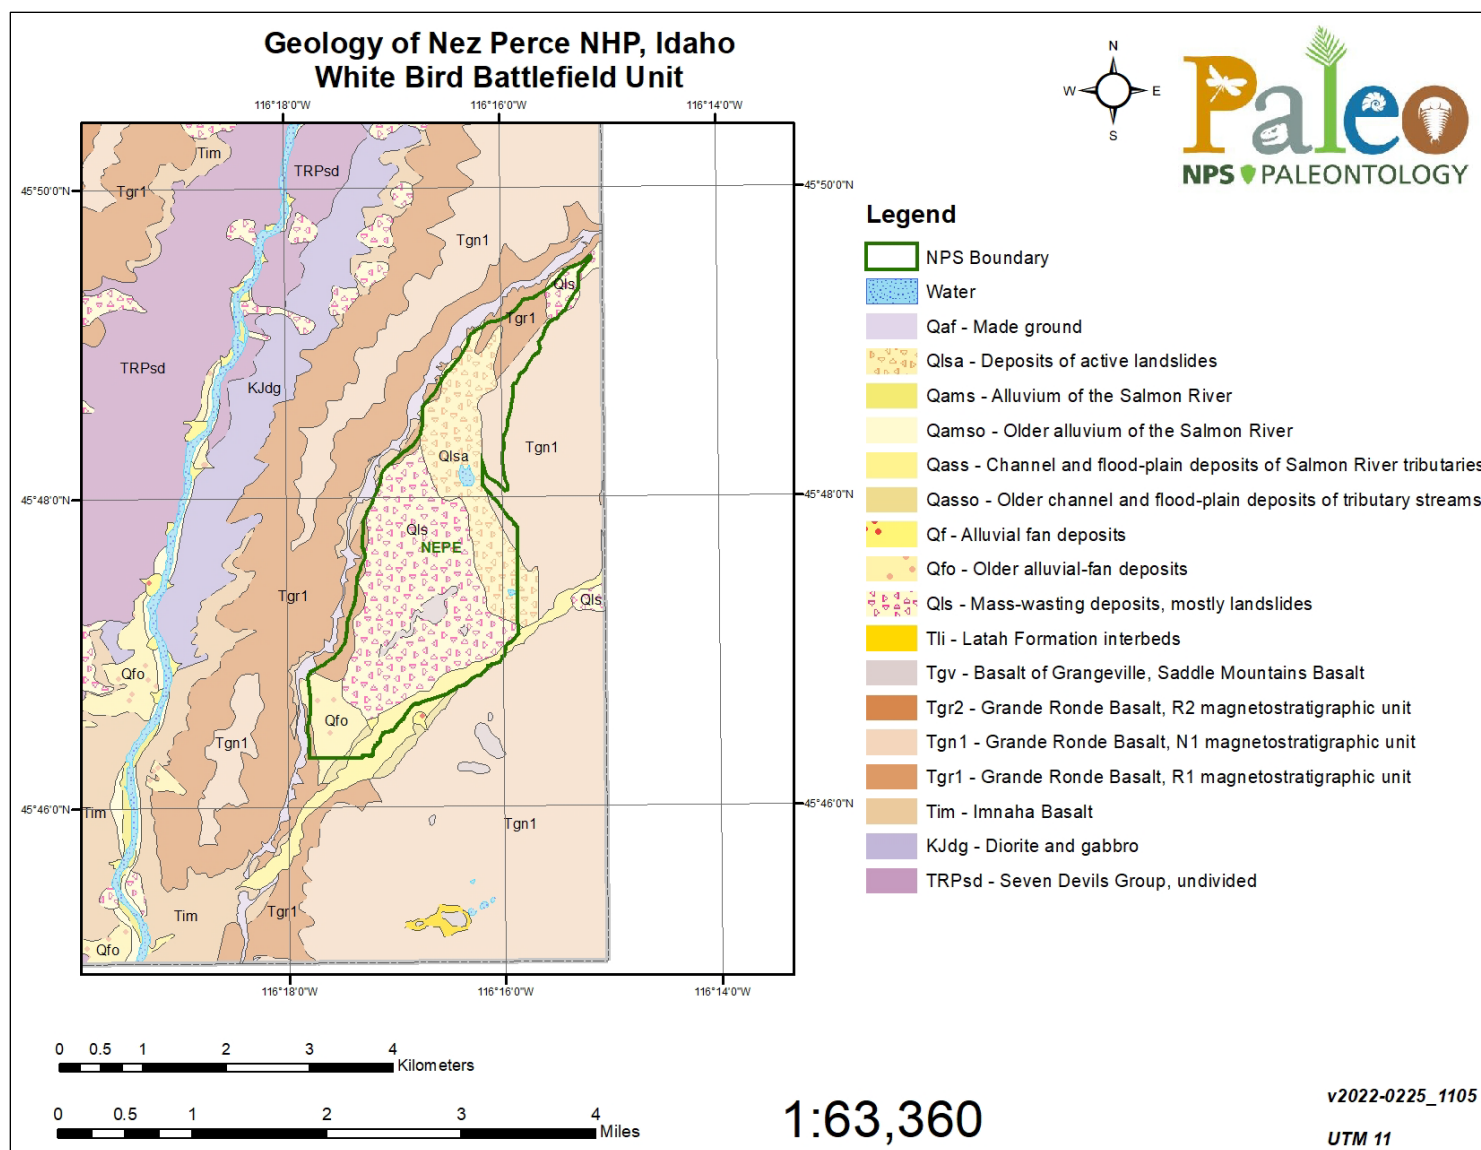 Geology of Nez Perce NHP, Idaho
White Bird Battlefield Unit
N
W E
S
Paleo
NPS PALEONTOLOGY
116°18'0"W 116°16'0"W 116°14'0"W
45°50'0"N
45°50'0"N
45°48'0"N
45°48'0"N
45°46'0"N
45°46'0"N
116°18'0"W 116°16'0"W 116°14'0"W
Tim
TRPsd
Tgr1
Tgn1
Qls
Tgr1
TRPsd
KJdg
Tgn1
Qlsa
Qls
NEPE
Tgr1
Qls
Qfo
Qfo
Tgn1
Tim
Tgn1
Tim
Tgr1
Qfo
Legend
NPS Boundary
Water
Qaf - Made ground
Qlsa - Deposits of active landslides
Qams - Alluvium of the Salmon River
Qamso - Older alluvium of the Salmon River
Qass - Channel and flood-plain deposits of Salmon River tributaries
Qasso - Older channel and flood-plain deposits of tributary streams
Qf - Alluvial fan deposits
Qfo - Older alluvial-fan deposits
Qls - Mass-wasting deposits, mostly landslides
Tli - Latah Formation interbeds
Tgv - Basalt of Grangeville, Saddle Mountains Basalt
Tgr2 - Grande Ronde Basalt, R2 magnetostratigraphic unit
Tgn1 - Grande Ronde Basalt, N1 magnetostratigraphic unit
Tgr1 - Grande Ronde Basalt, R1 magnetostratigraphic unit
Tim - Imnaha Basalt
KJdg - Diorite and gabbro
TRPsd - Seven Devils Group, undivided
0 0.5 1 2 3 4
Kilometers
0 0.5 1 2 3 4
Miles
1:63,360
v2022-0225_1105
UTM 11